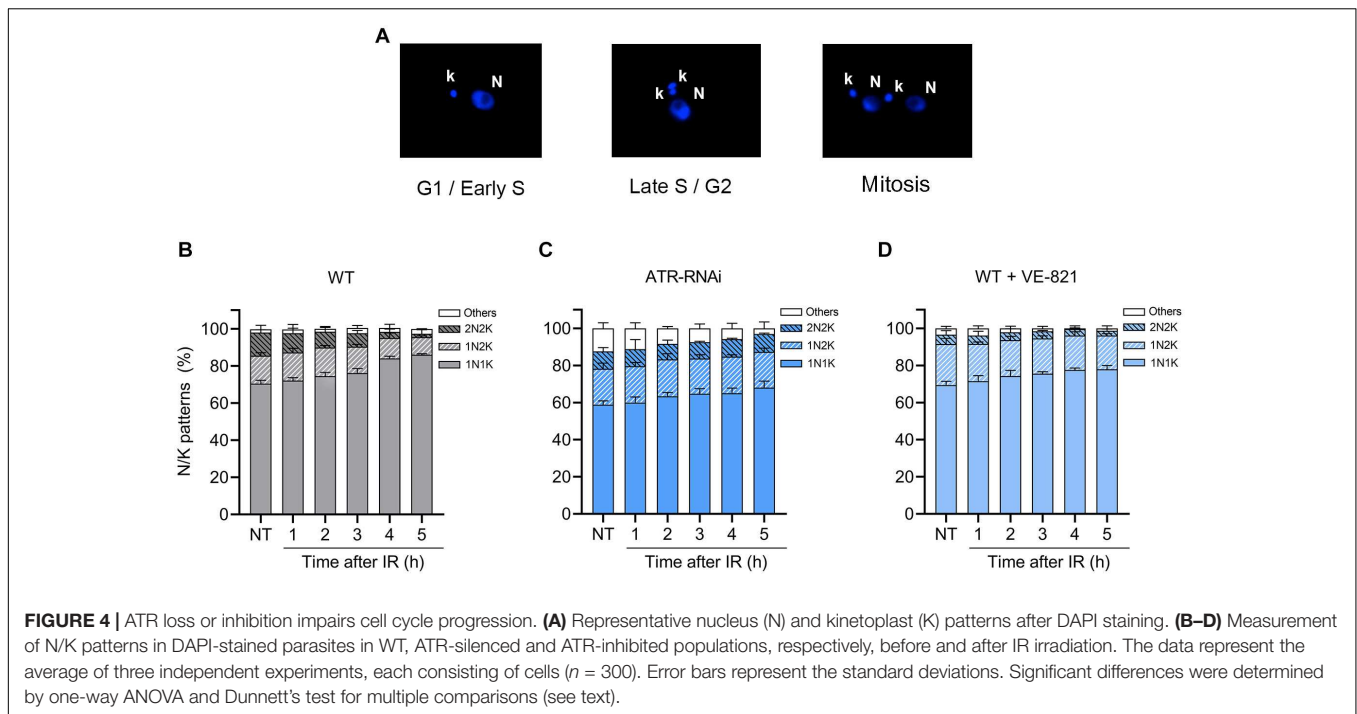 A
k
N
k
k
N
k
N
k
N
G1 / Early S
Late S / G2
Mitosis
B
WT
N/K patterns (%)
100
80
60
40
20
0
Others
2N2K
1N2K
1N1K
NT 1 2 3 4 5
Time after IR (h)
C
ATR-RNAi
100
80
60
40
20
0
Others
2N2K
1N2K
1N1K
NT 1 2 3 4 5
Time after IR (h)
D
WT + VE-821
100
80
60
40
20
0
Others
2N2K
1N2K
1N1K
NT 1 2 3 4 5
Time after IR (h)
FIGURE 4 | ATR loss or inhibition impairs cell cycle progression. (A) Representative nucleus (N) and kinetoplast (K) patterns after DAPI staining. (B–D) Measurement
of N/K patterns in DAPI-stained parasites in WT, ATR-silenced and ATR-inhibited populations, respectively, before and after IR irradiation. The data represent the
average of three independent experiments, each consisting of cells (n = 300). Error bars represent the standard deviations. Significant differences were determined
by one-way ANOVA and Dunnett's test for multiple comparisons (see text).